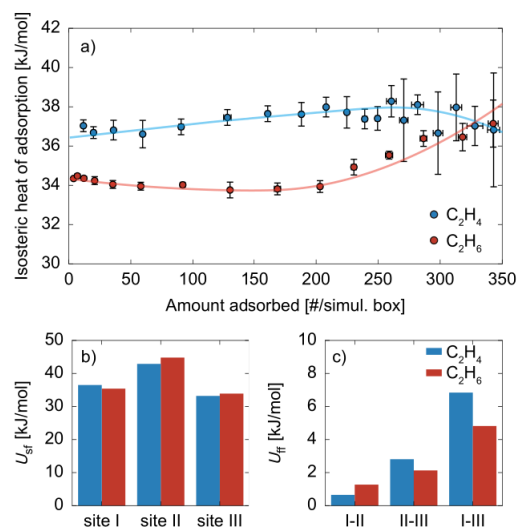 a)
Isosteric heat of adsorption [kJ/mol]
42
40
38
36
34
32
30
0
50
100
150
200
250
300
350
Amount adsorbed [#/simul. box]
C₂H₄
C₂H₆
b)
U_sf [kJ/mol]
50
40
30
20
10
0
site I
site II
site III
c)
U_ff [kJ/mol]
10
8
6
4
2
0
C₂H₄
C₂H₆
I-II
II-III
I-III